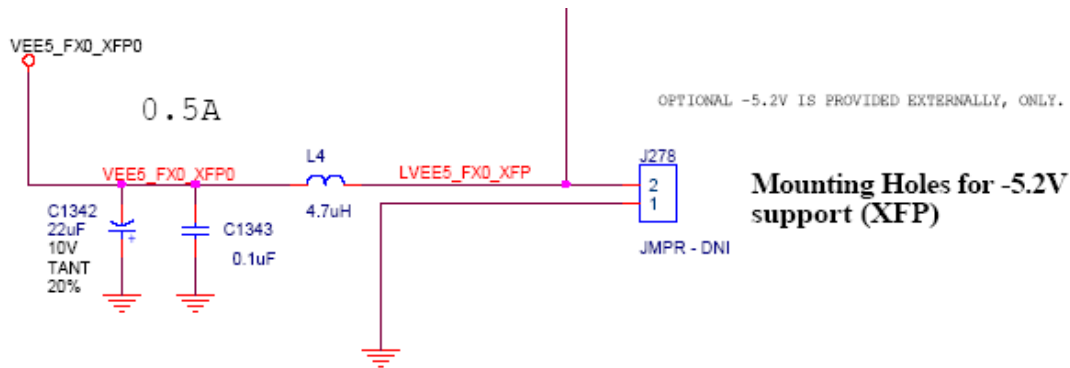 VEE5_FX0_XFP0
0.5A
OPTIONAL -5.2V IS PROVIDED EXTERNALLY, ONLY.
VEE5_FX0_XFP0
L4
4.7uH
LVEE5_FX0_XFP
J278
2
1
JMPR - DNI
Mounting Holes for -5.2V
support (XFP)
C1342
22uF
10V
TANT
20%
+
C1343
0.1uF